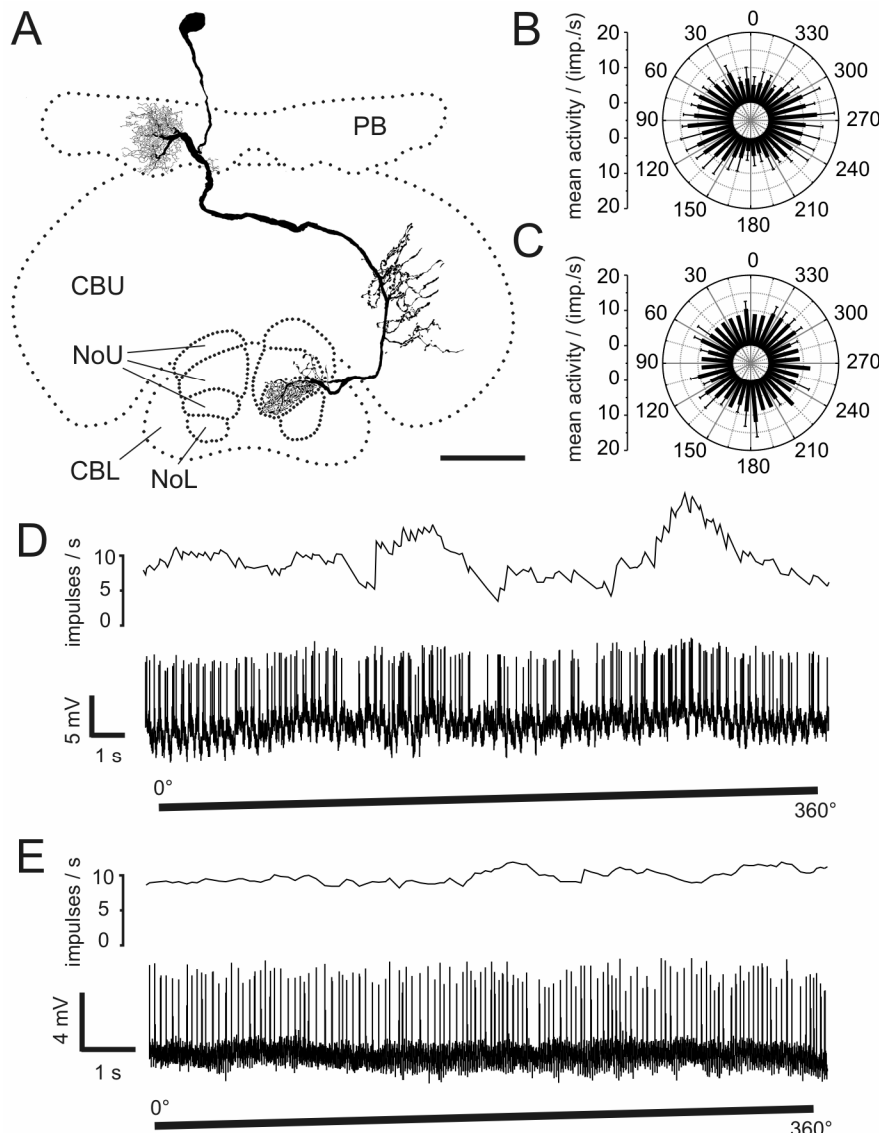 A
PB
CBU
NoU
CBL
NoL
B
mean activity / (imp./s)
20
10
0
0
10
20
0
330
300
270
240
210
180
150
120
90
60
30
C
mean activity / (imp./s)
20
10
0
0
10
20
0
330
300
270
240
210
180
150
120
90
60
30
D
impulses / s
10
5
0
5 mV
1 s
0°
360°
E
impulses / s
10
5
0
4 mV
1 s
0°
360°